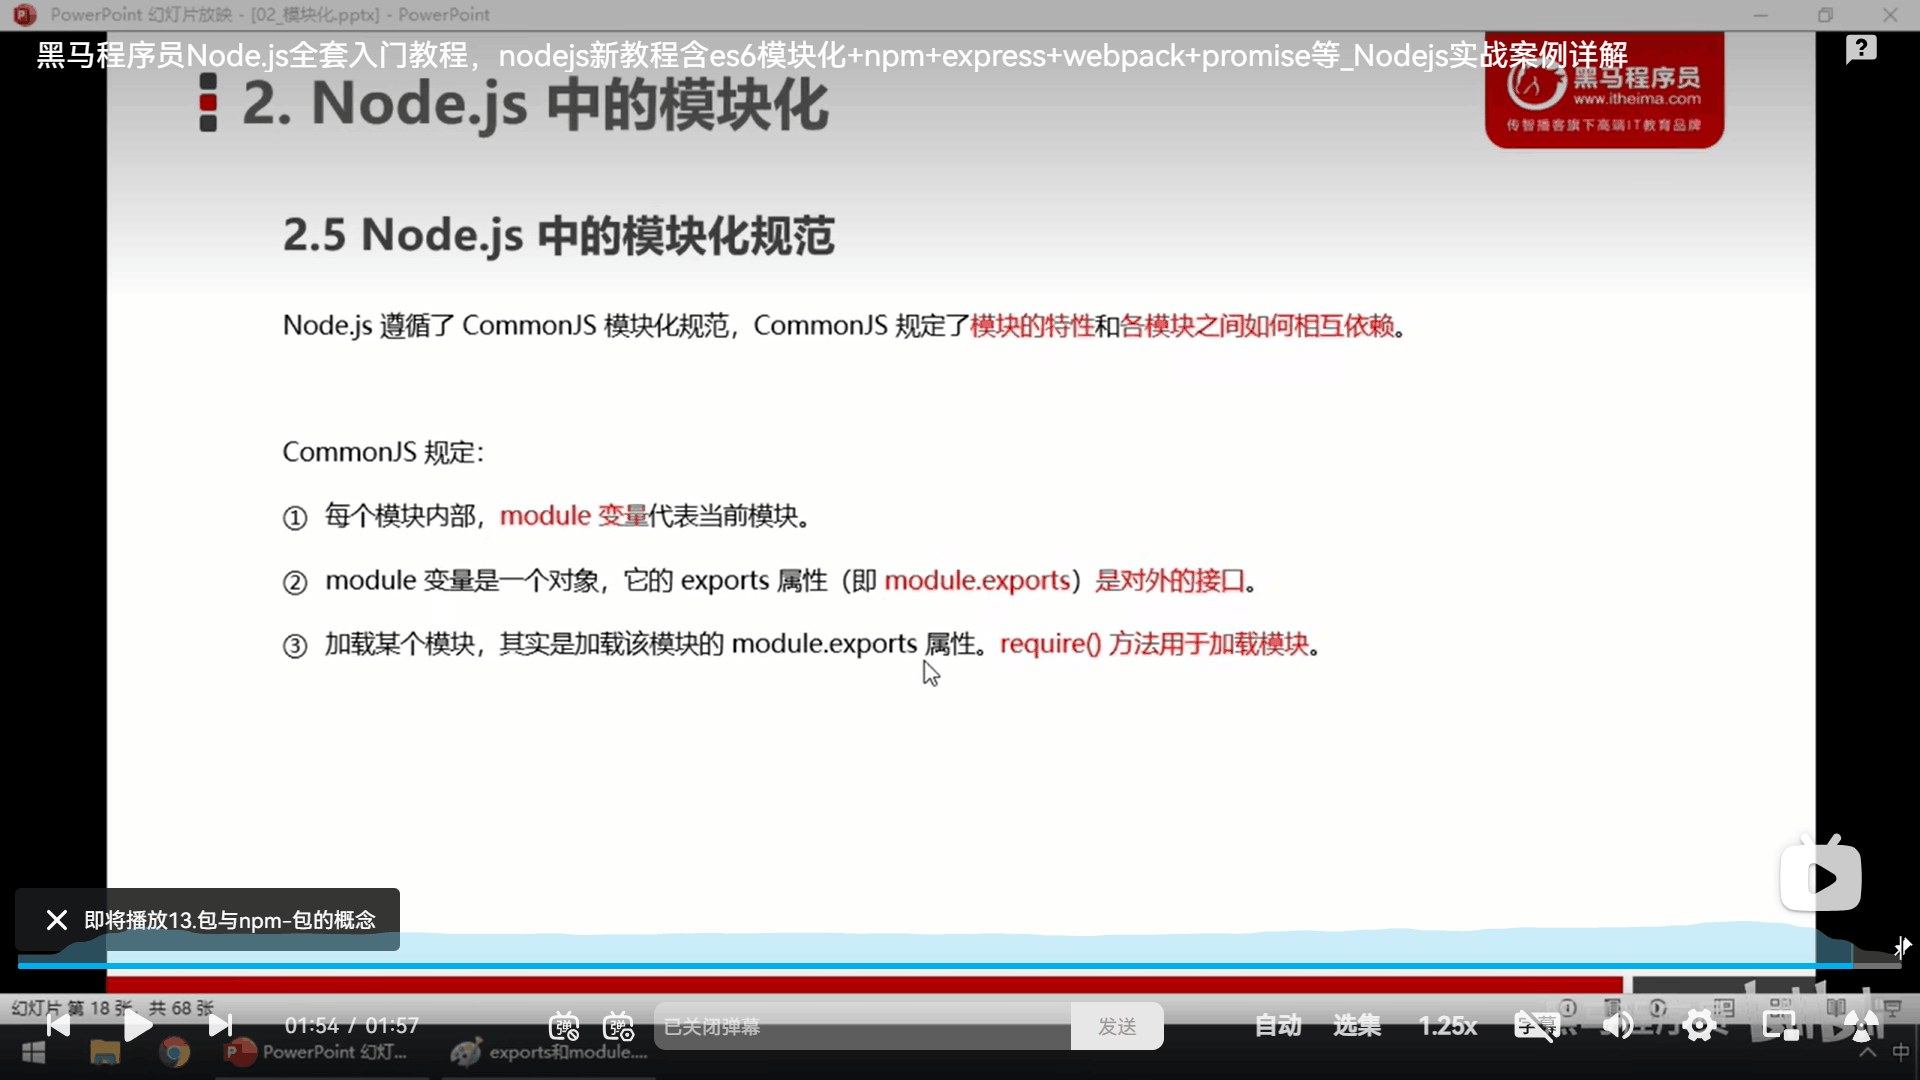 PowerPoint 幻灯片放映 - [02_模块化.pptx] - PowerPoint
黑马程序员Node.js全套入门教程，nodejs新教程含es6模块化+npm+express+webpack+promise等_Nodejs实战案例详解
2. Node.js 中的模块化
黑马程序员
www.itheima.com
传智播客旗下高端IT教育品牌
2.5 Node.js 中的模块化规范
Node.js 遵循了 CommonJS 模块化规范，CommonJS 规定了模块的特性和各模块之间如何相互依赖。
CommonJS 规定：
① 每个模块内部，module 变量代表当前模块。
② module 变量是一个对象，它的 exports 属性（即 module.exports）是对外的接口。
③ 加载某个模块，其实是加载该模块的 module.exports 属性。require() 方法用于加载模块。
即将播放13.包与npm-包的概念
幻灯片 第 18 张，共 68 张
01:54 / 01:57
弹
弹
已关闭弹幕
发送
自动
选集
1.25x
字幕
PowerPoint 幻灯...
exports和module....
中